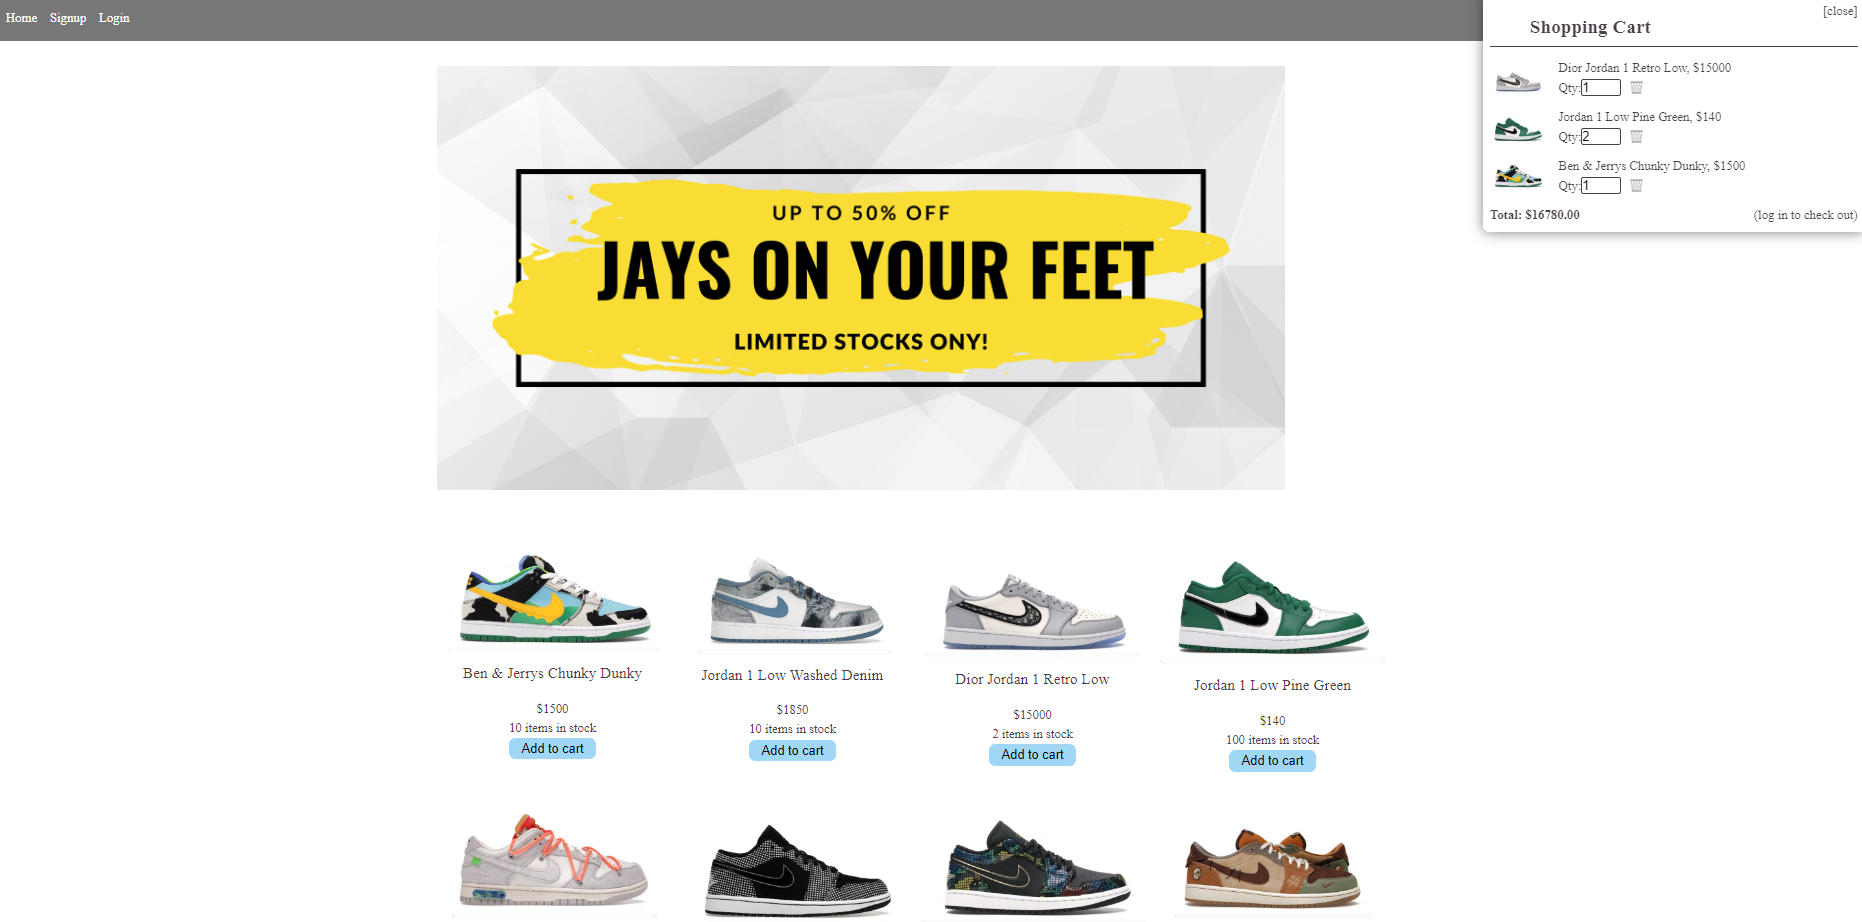 Home Signup Login
[close]
Shopping Cart
Dior Jordan 1 Retro Low, $15000
Qty:1
Jordan 1 Low Pine Green, $140
Qty:2
Ben & Jerrys Chunky Dunky, $1500
Qty:1
Total: $16780.00 (log in to check out)
UP TO 50% OFF
JAYS ON YOUR FEET
LIMITED STOCKS ONY!
Ben & Jerrys Chunky Dunky
$1500
10 items in stock
Add to cart
Jordan 1 Low Washed Denim
$1850
10 items in stock
Add to cart
Dior Jordan 1 Retro Low
$15000
2 items in stock
Add to cart
Jordan 1 Low Pine Green
$140
100 items in stock
Add to cart